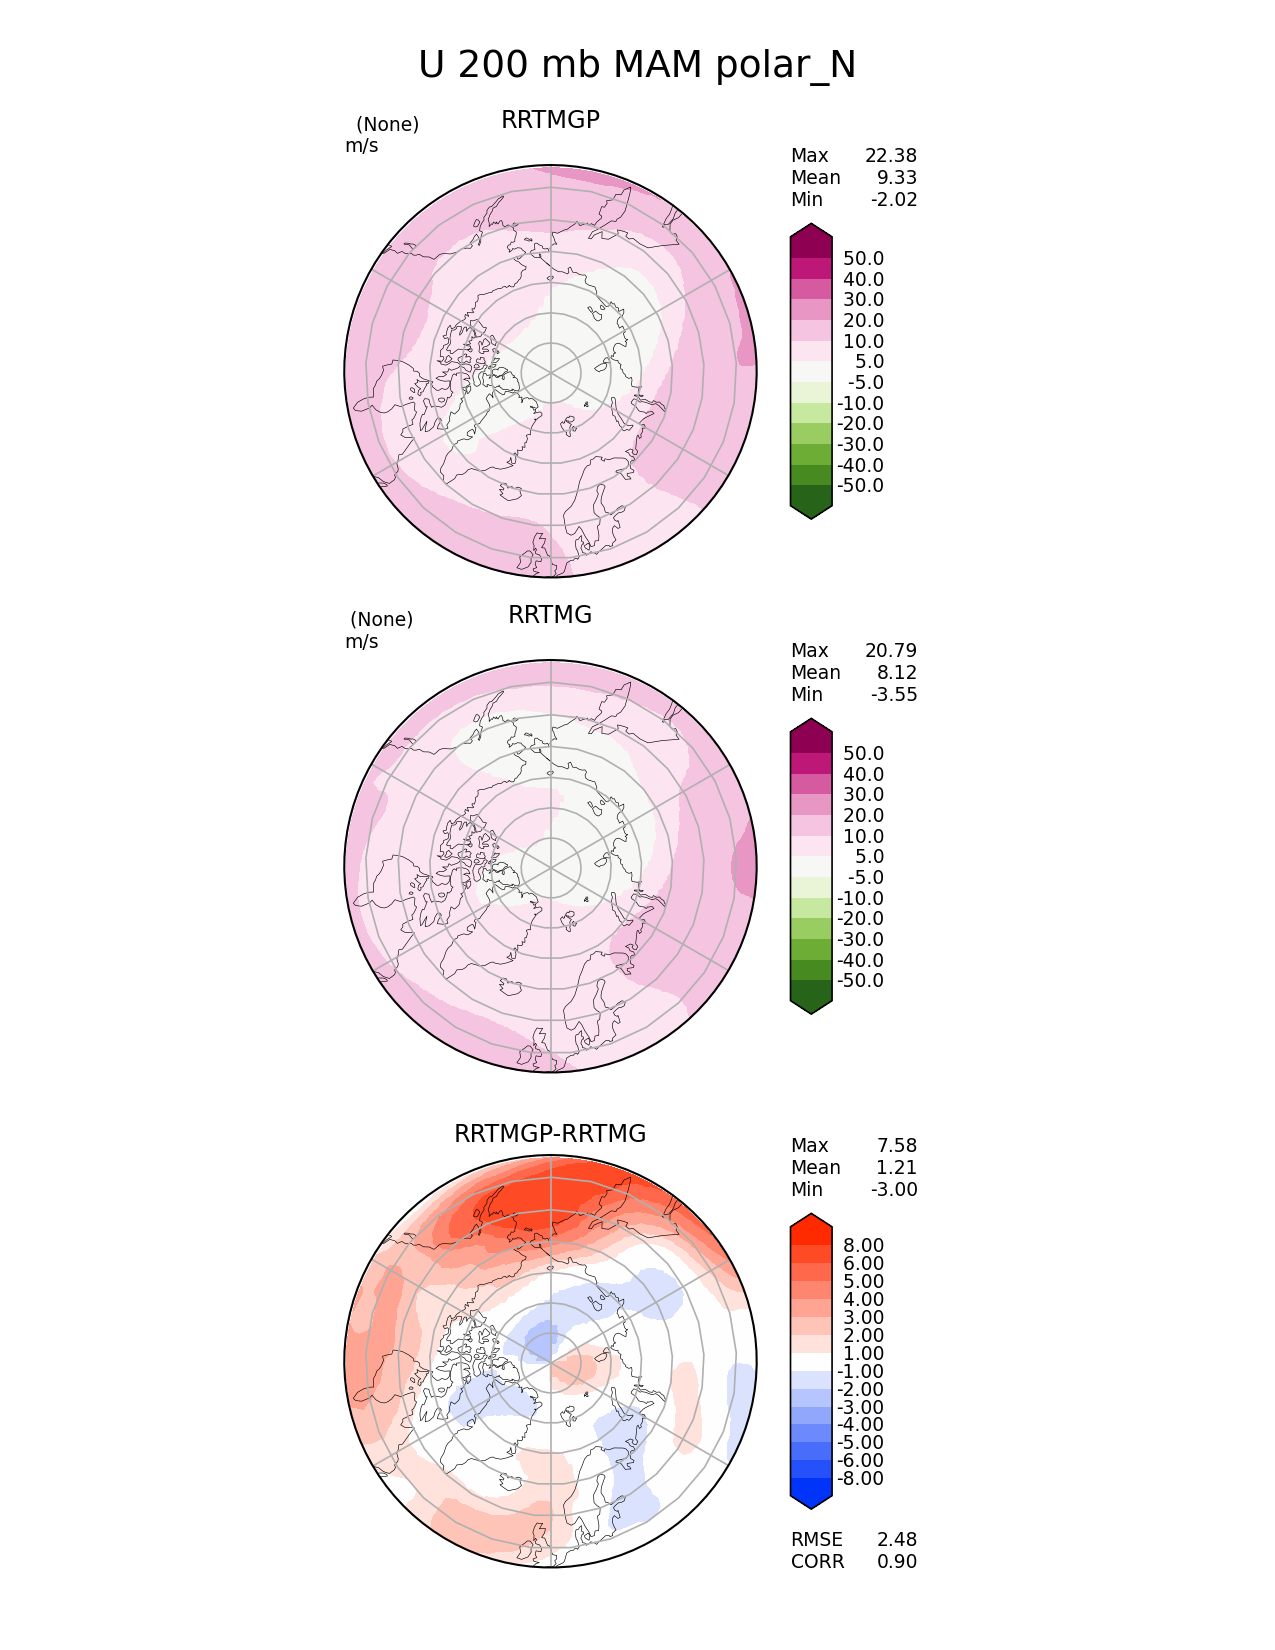 U 200 mb MAM polar_N
(None)
RRTMGP
m/s
Max 22.38
Mean 9.33
Min -2.02
50.0
40.0
30.0
20.0
10.0
5.0
-5.0
-10.0
-20.0
-30.0
-40.0
-50.0
(None)
RRTMG
m/s
Max 20.79
Mean 8.12
Min -3.55
50.0
40.0
30.0
20.0
10.0
5.0
-5.0
-10.0
-20.0
-30.0
-40.0
-50.0
RRTMGP-RRTMG
Max 7.58
Mean 1.21
Min -3.00
8.00
6.00
5.00
4.00
3.00
2.00
1.00
-1.00
-2.00
-3.00
-4.00
-5.00
-6.00
-8.00
RMSE 2.48
CORR 0.90